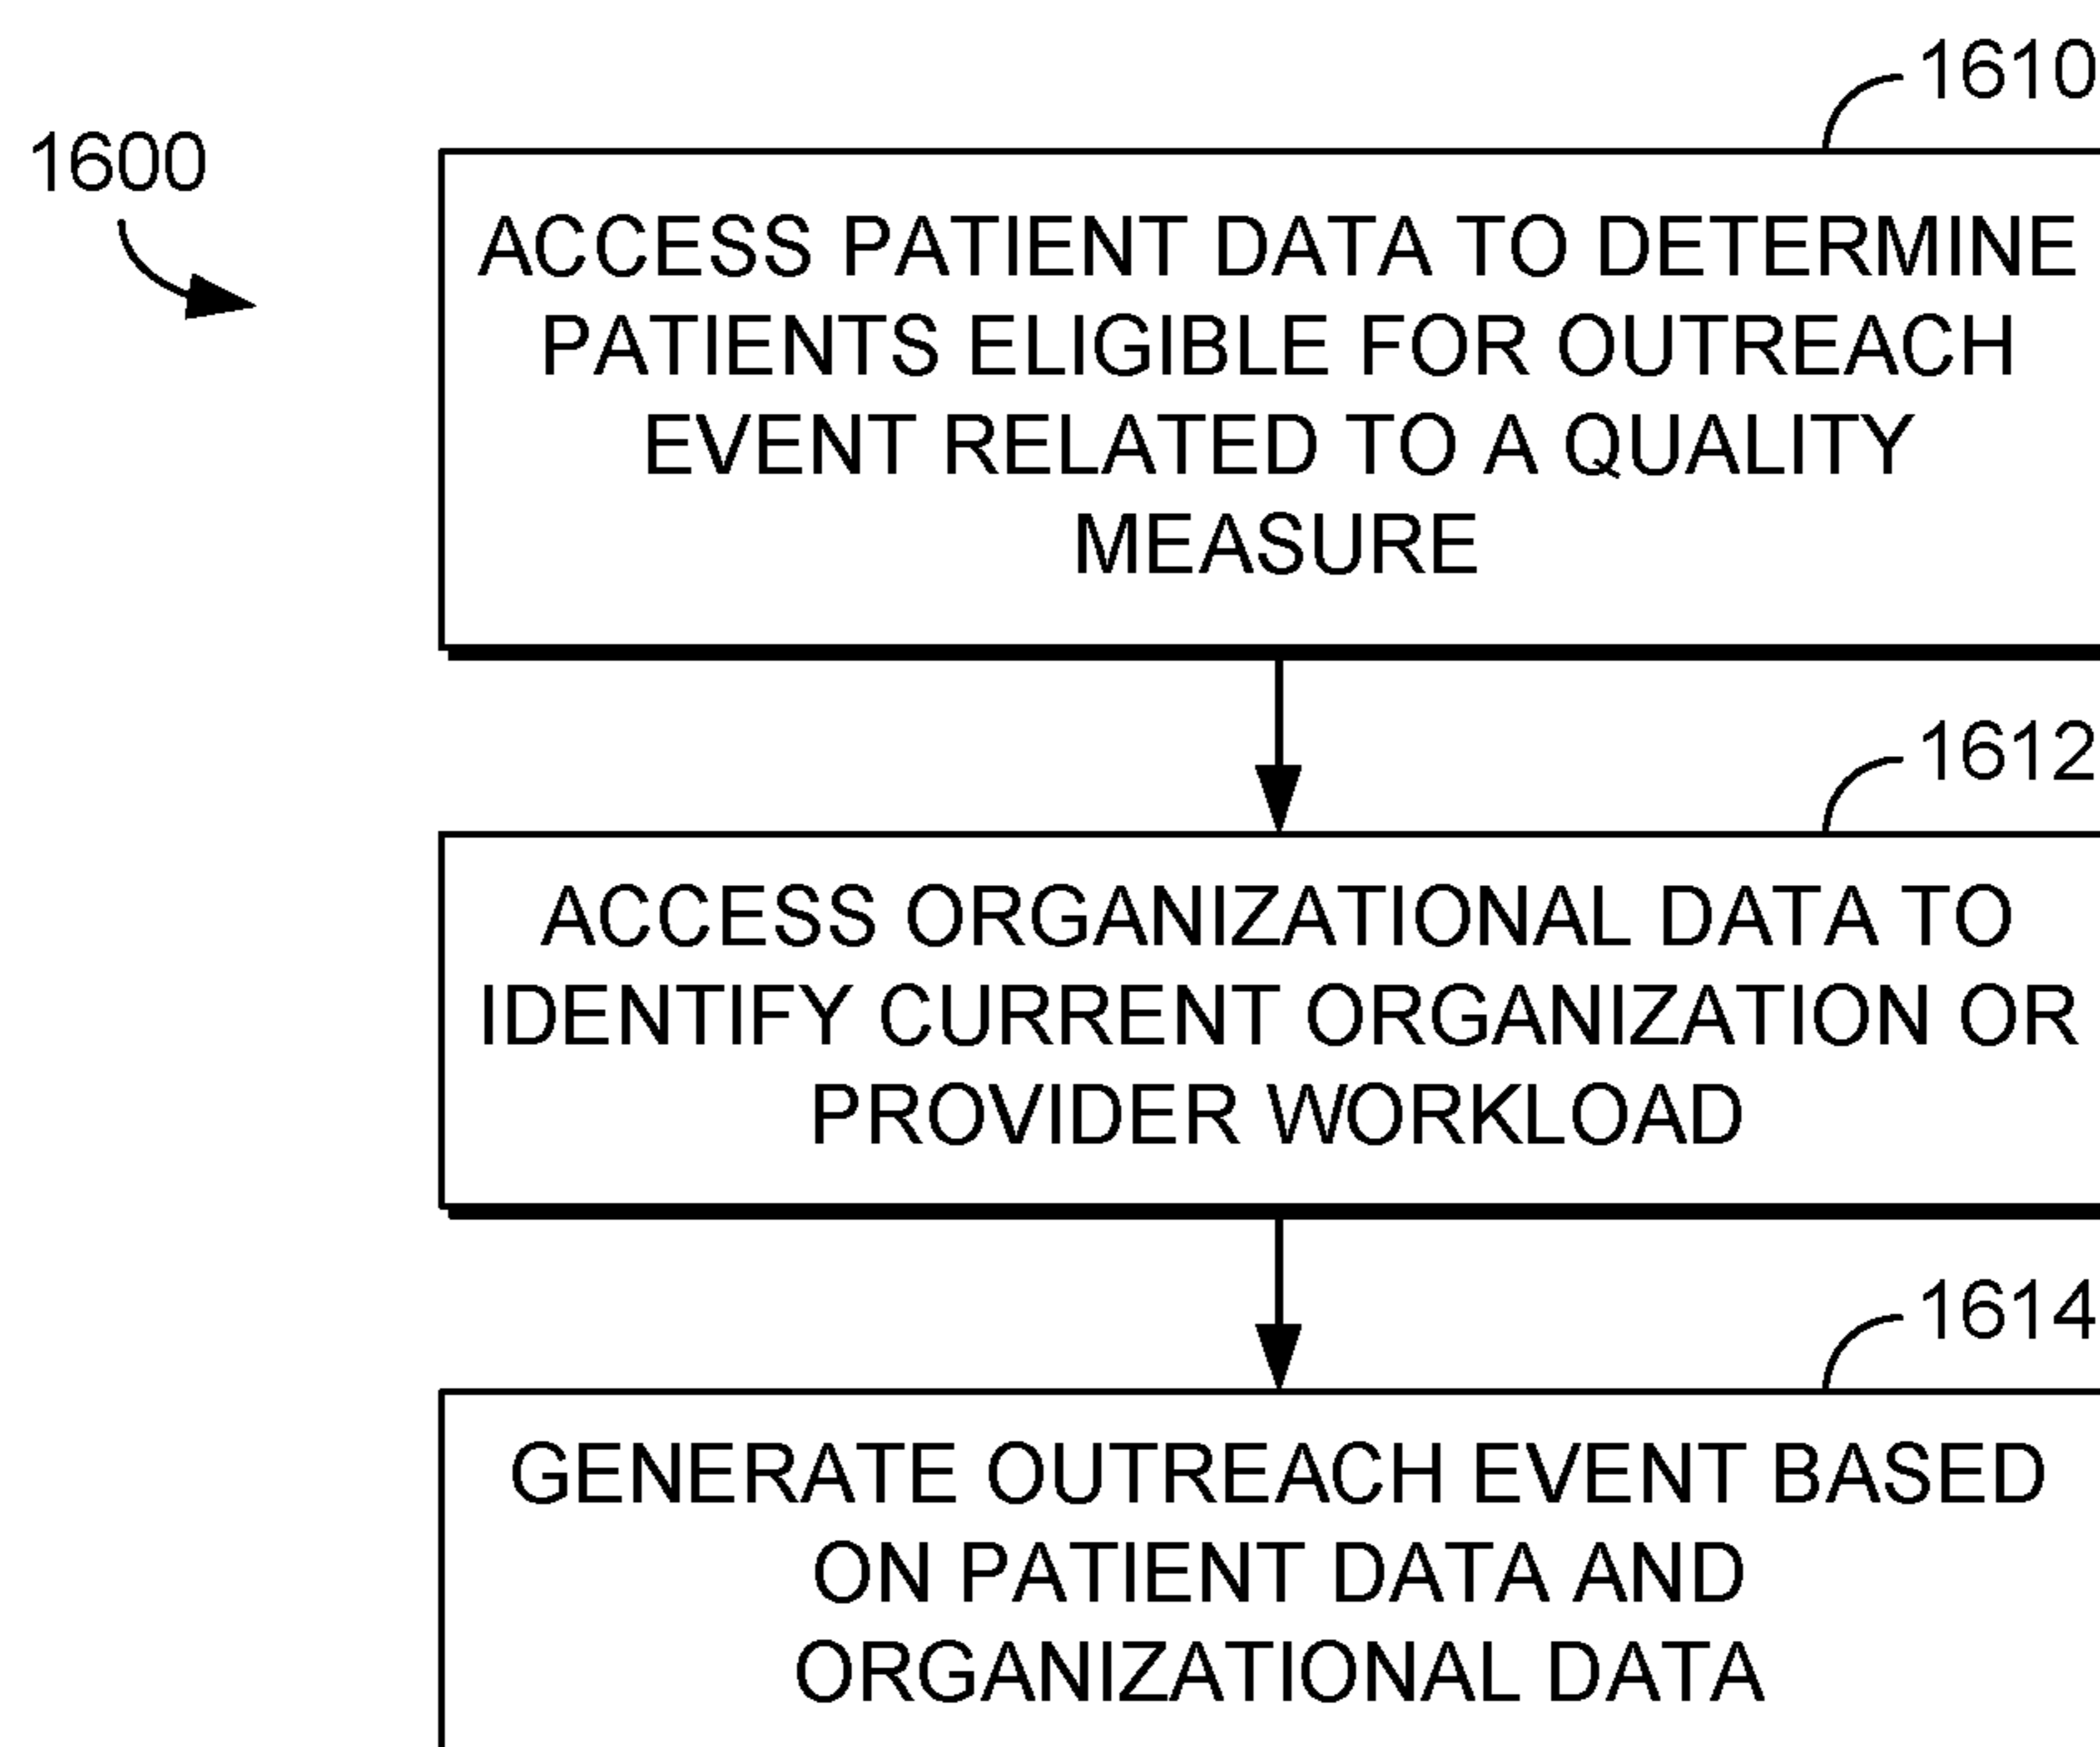 1600
1610
ACCESS PATIENT DATA TO DETERMINE
PATIENTS ELIGIBLE FOR OUTREACH
EVENT RELATED TO A QUALITY
MEASURE
1612
ACCESS ORGANIZATIONAL DATA TO
IDENTIFY CURRENT ORGANIZATION OR
PROVIDER WORKLOAD
1614
GENERATE OUTREACH EVENT BASED
ON PATIENT DATA AND
ORGANIZATIONAL DATA